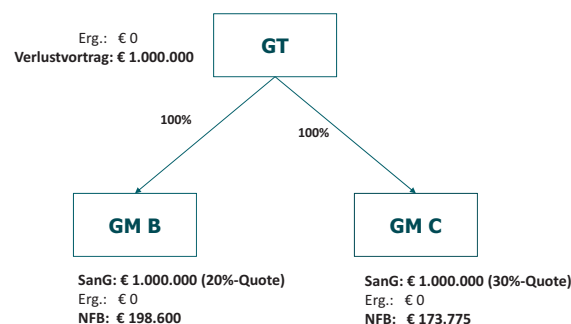 Erg.: € 0
Verlustvortrag: € 1.000.000
GT
100%
100%
GM B
GM C
SanG: € 1.000.000 (20%-Quote)
Erg.: € 0
NFB: € 198.600
SanG: € 1.000.000 (30%-Quote)
Erg.: € 0
NFB: € 173.775